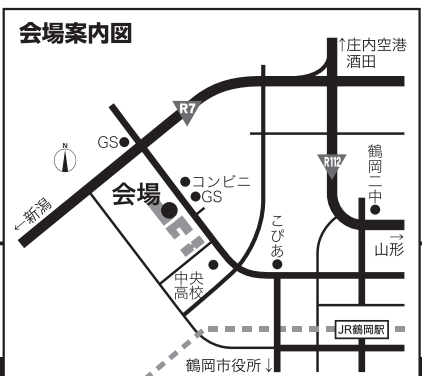 会場案内図
↑庄内空港
酒田
R7
GS
N
R112
鶴岡二中
コンビニ
GS
会場
←新潟
こぴあ
→
山形
中央
高校
JR鶴岡駅
鶴岡市役所↓